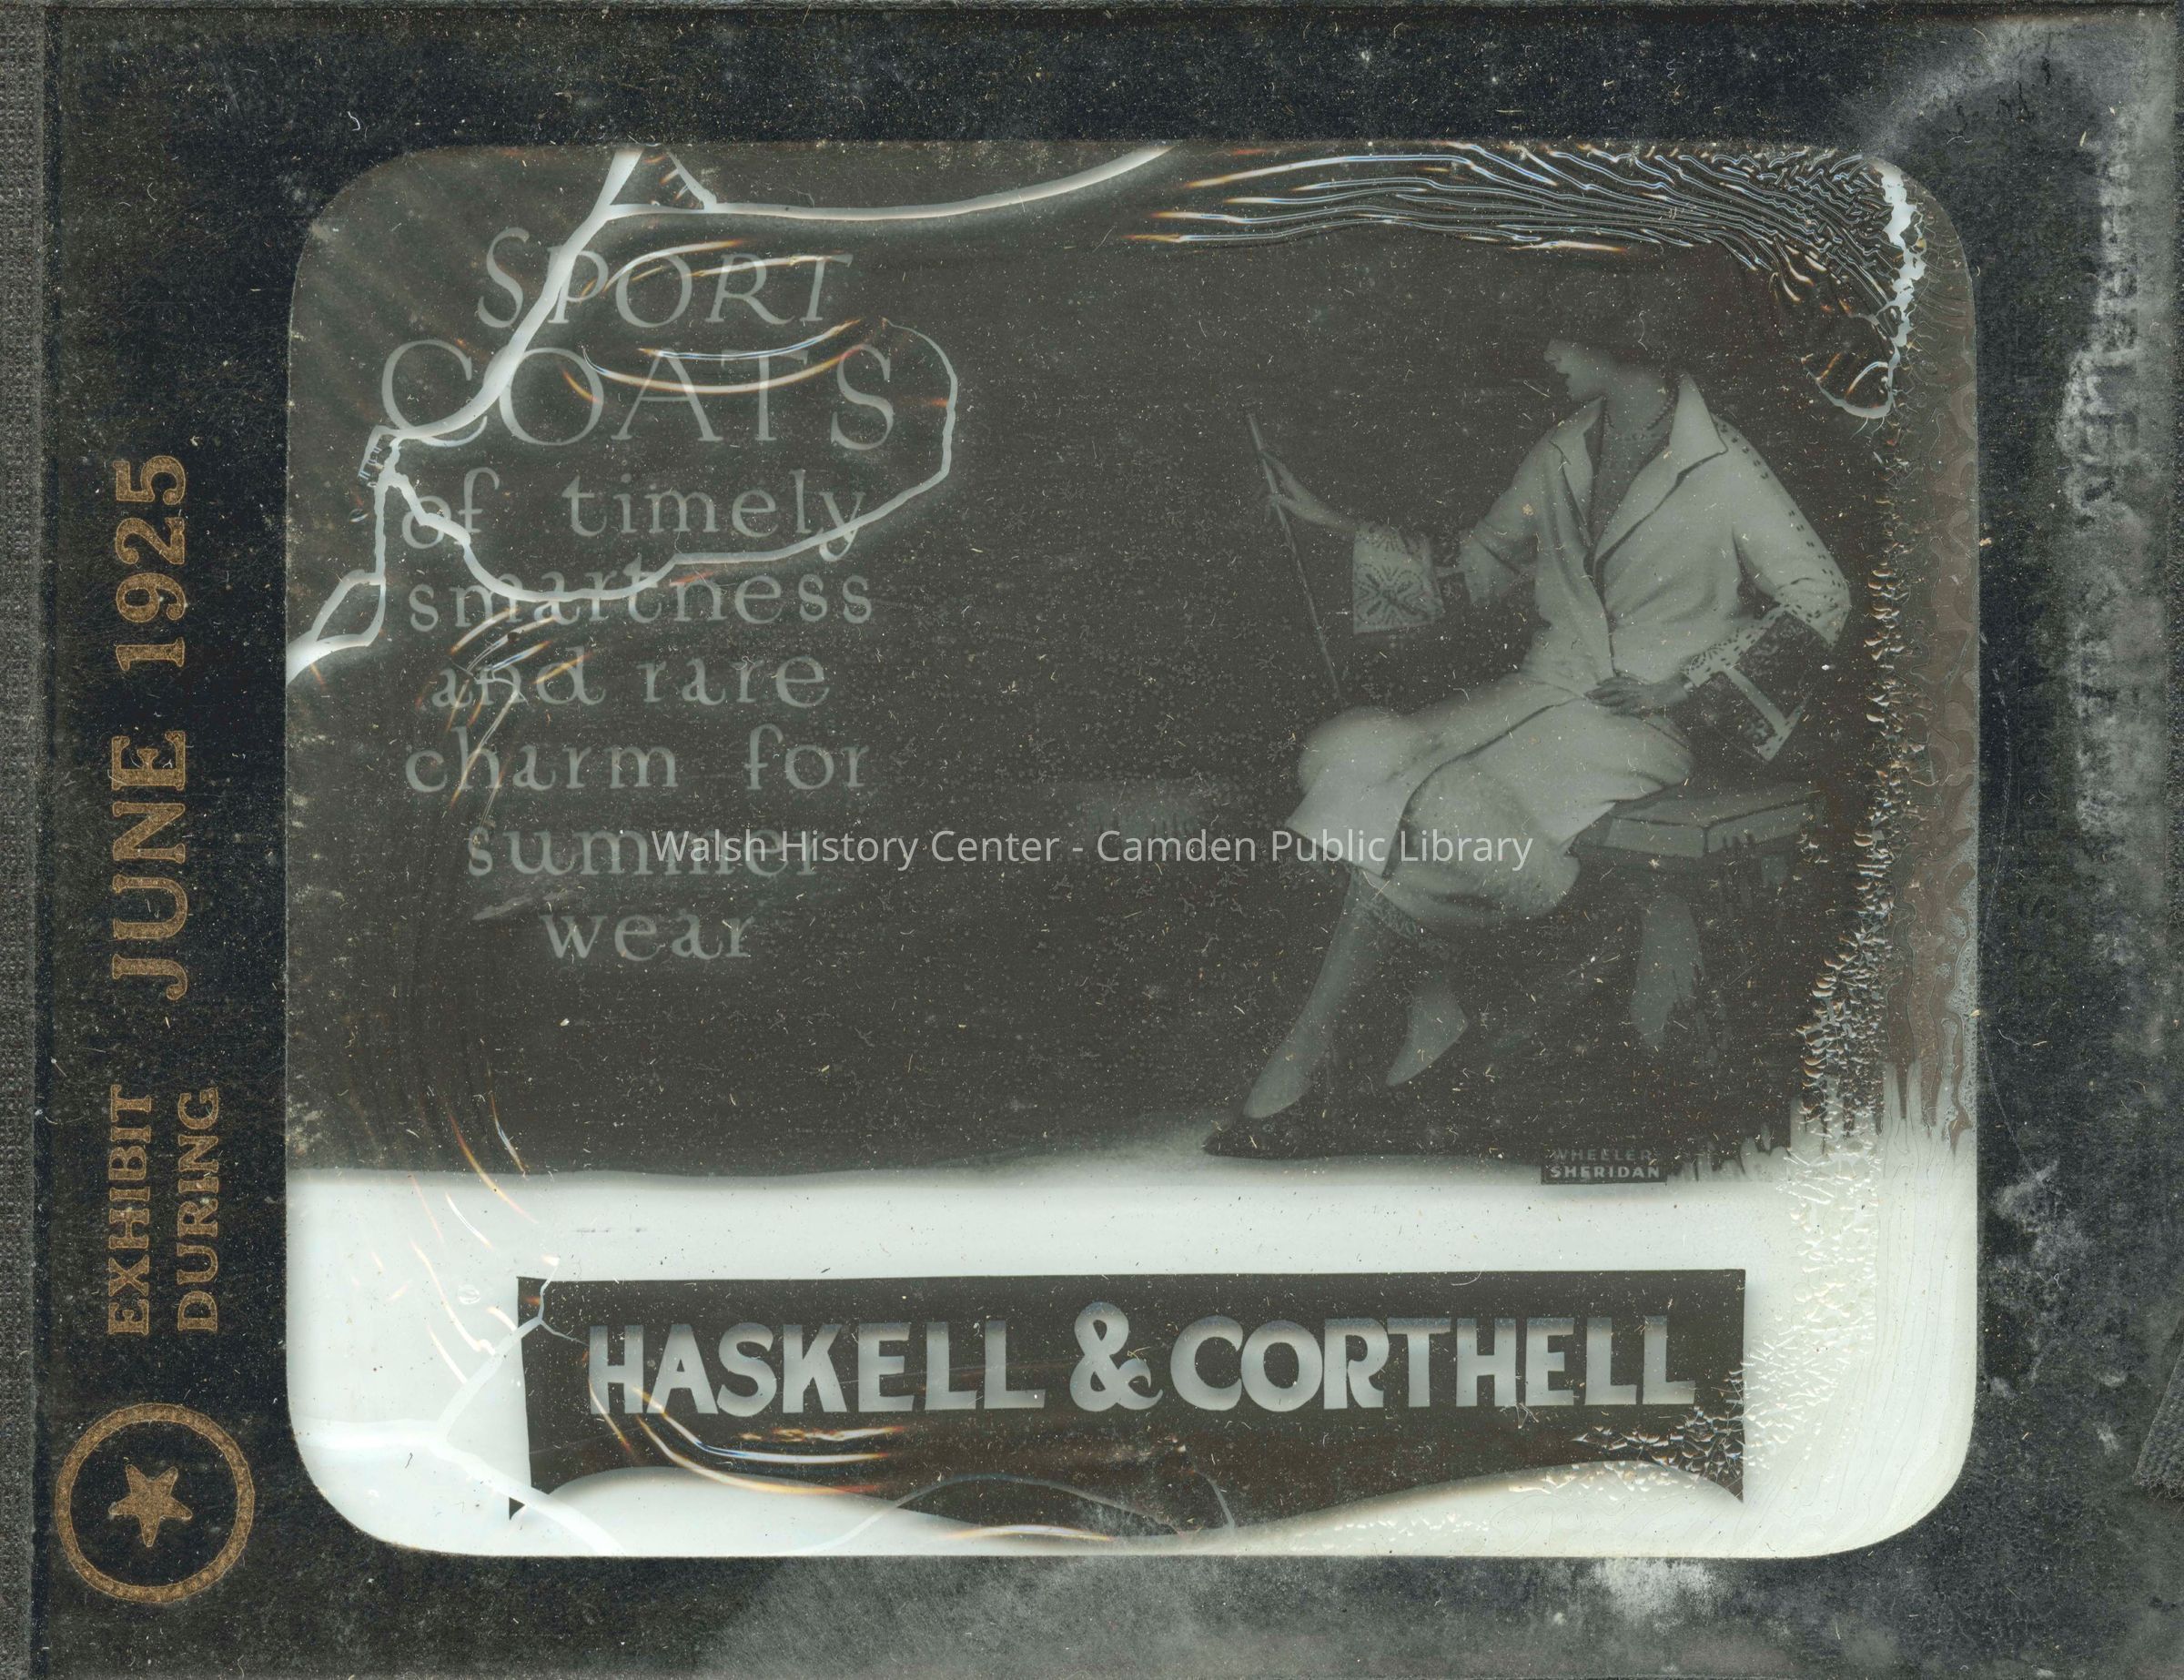 SPORT
COATS
of timely
smartness
and rare
charm for
summer
wear
WHEELER
SHERIDAN
HASKELL & CORTHELL
EXHIBIT
DURING
JUNE 1925
Walsh History Center - Camden Public Library